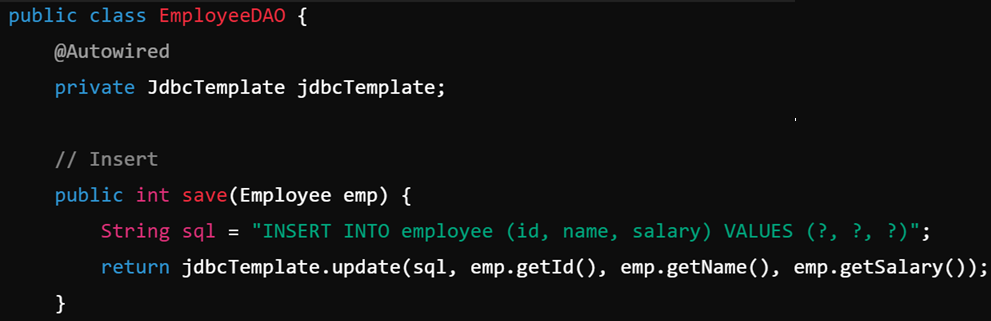 public class EmployeeDAO {
    @Autowired
    private JdbcTemplate jdbcTemplate;
    // Insert
    public int save(Employee emp) {
        String sql = "INSERT INTO employee (id, name, salary) VALUES (?, ?, ?)";
        return jdbcTemplate.update(sql, emp.getId(), emp.getName(), emp.getSalary());
    }